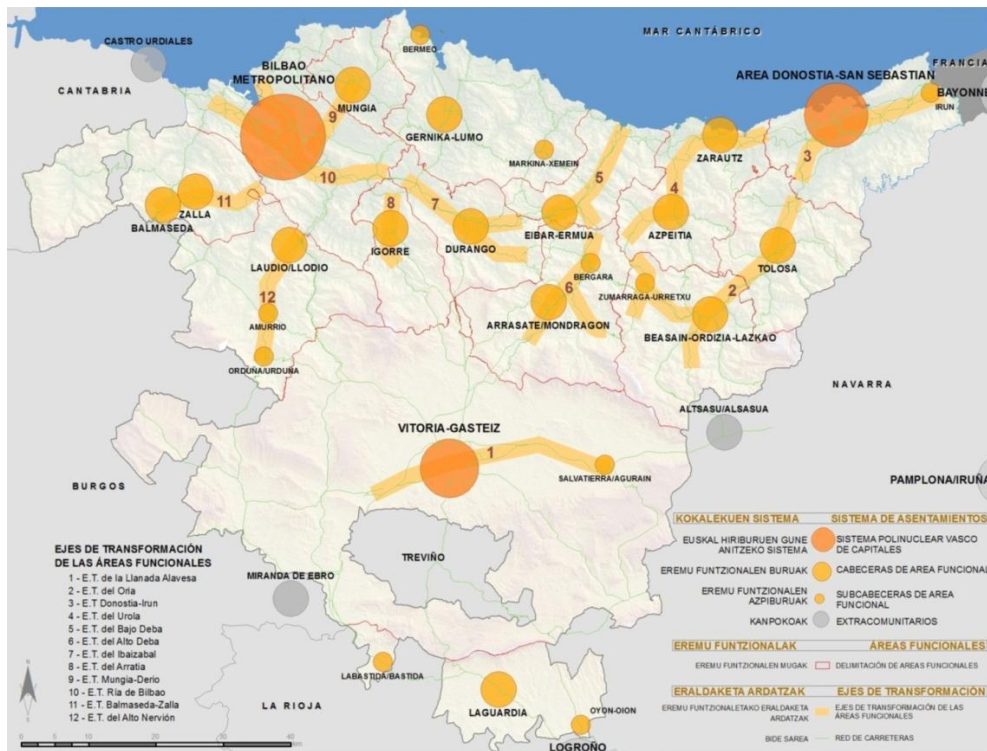 MAR CANTÁBRICO
CASTRO URDIALES
BERMEO
FRANCIA
BILBAO
METROPOLITANO
AREA DONOSTIA-SAN SEBASTIAN
CANTABRIA
MUNGIA
9
BAYONNE
IRUN
GERNIKA-LUMO
MARKINA-XEMEIN
ZARAUTZ
3
10
5
4
11
ZALLA
BALMASEDA
8
7
IGORRE
DURANGO
EIBAR-ERMUA
AZPEITIA
TOLOSA
LAUDIO/LLODIO
BERGARA
6
ZUMARRAGA-URRETXU
2
12
AMURRIO
ARRASATE/MONDRAGON
BEASAIN-ORDIZIA-LAZKAO
ORDUÑA/URDUÑA
NAVARRA
ALTSASU/ALSASUA
VITORIA-GASTEIZ
1
SALVATIERRA/AGURAIN
BURGOS
PAMPLONA/IRUÑA
TREVIÑO
MIRANDA DE EBRO
LABASTIDA/BASTIDA
LA RIOJA
LAGUARDIA
OYON-OION
LOGROÑO
EJES DE TRANSFORMACIÓN
DE LAS ÁREAS FUNCIONALES
1 - E.T. de la Llanada Alavesa
2 - E.T. del Oria
3 - E.T Donostia-Irun
4 - E.T. del Urola
5 - E.T. del Bajo Deba
6 - E.T. del Alto Deba
7 - E.T. del Ibaizabal
8 - E.T. del Arratia
9 - E.T. Mungia-Derio
10 - E.T. Ría de Bilbao
11 - E.T. Balmaseda-Zalla
12 - E.T. del Alto Nervión
N
0 5 10 20 30 40
km
KOKALEKUEN SISTEMA SISTEMA DE ASENTAMIENTOS
EUSKAL HIRIBURUEN GUNE
ANITZEKO SISTEMA
SISTEMA POLINUCLEAR VASCO
DE CAPITALES
EREMU FUNTZIONALEN BURUAK CABECERAS DE AREA FUNCIONAL
EREMU FUNTZIONALEN
AZPIBURUAK
SUBCABECERAS DE AREA
FUNCIONAL
KANPOKOAK EXTRACOMUNITARIOS
EREMU FUNTZIONALAK ÁREAS FUNCIONALES
EREMU FUNTZIONALEN MUGAK DELIMITACIÓN DE AREAS FUNCIONALES
ERALDAKETA ARDATZAK EJES DE TRANSFORMACIÓN
EREMU FUNTZIONALETAKO ERALDAKETA
ARDATZAK
EJES DE TRANSFORMACIÓN DE LAS
ÁREAS FUNCIONALES
BIDE SAREA RED DE CARRETERAS